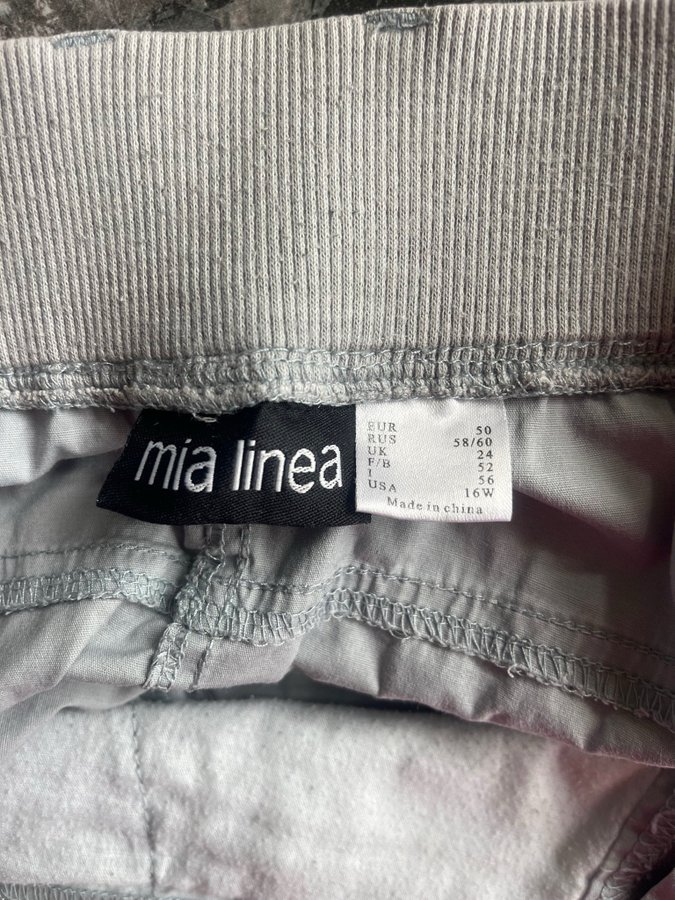 mia linea
EUR 50
RUS 58/60
UK 24
F/B 52
I 56
USA 16W
Made in china